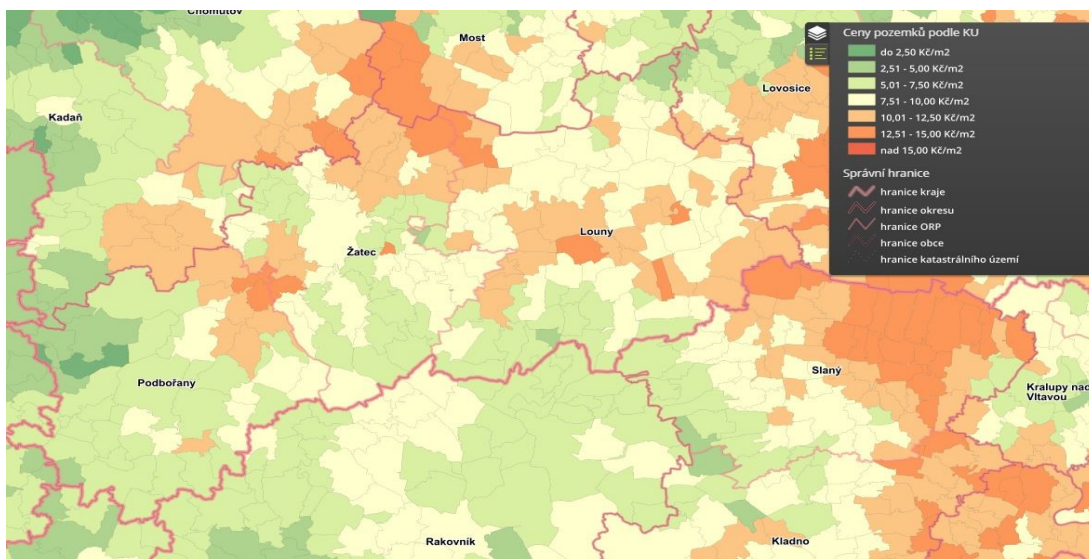 Chomutov
Most
Ceny pozemků podle KU
do 2,50 Kč/m2
2,51 - 5,00 Kč/m2
5,01 - 7,50 Kč/m2
7,51 - 10,00 Kč/m2
10,01 - 12,50 Kč/m2
12,51 - 15,00 Kč/m2
nad 15,00 Kč/m2
Správní hranice
hranice kraje
hranice okresu
hranice ORP
hranice obce
hranice katastrálního území
Lovosice
Kadaň
Louny
Žatec
Slaný
Podbořany
Kralupy nad
Vltavou
Rakovník
Kladno